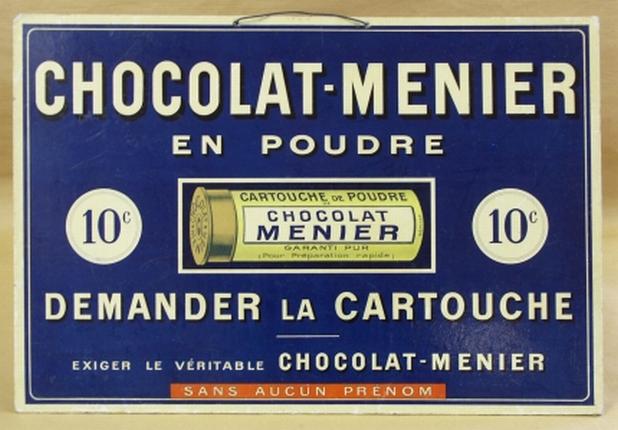 CHOCOLAT-MENIER
EN POUDRE
10c
CARTOUCHE DE POUDRE
CHOCOLAT
MENIER
GARANTI PUR
(Pour Préparation rapide)
10c
DEMANDER LA CARTOUCHE
EXIGER LE VÉRITABLE CHOCOLAT-MENIER
SANS AUCUN PRENOM